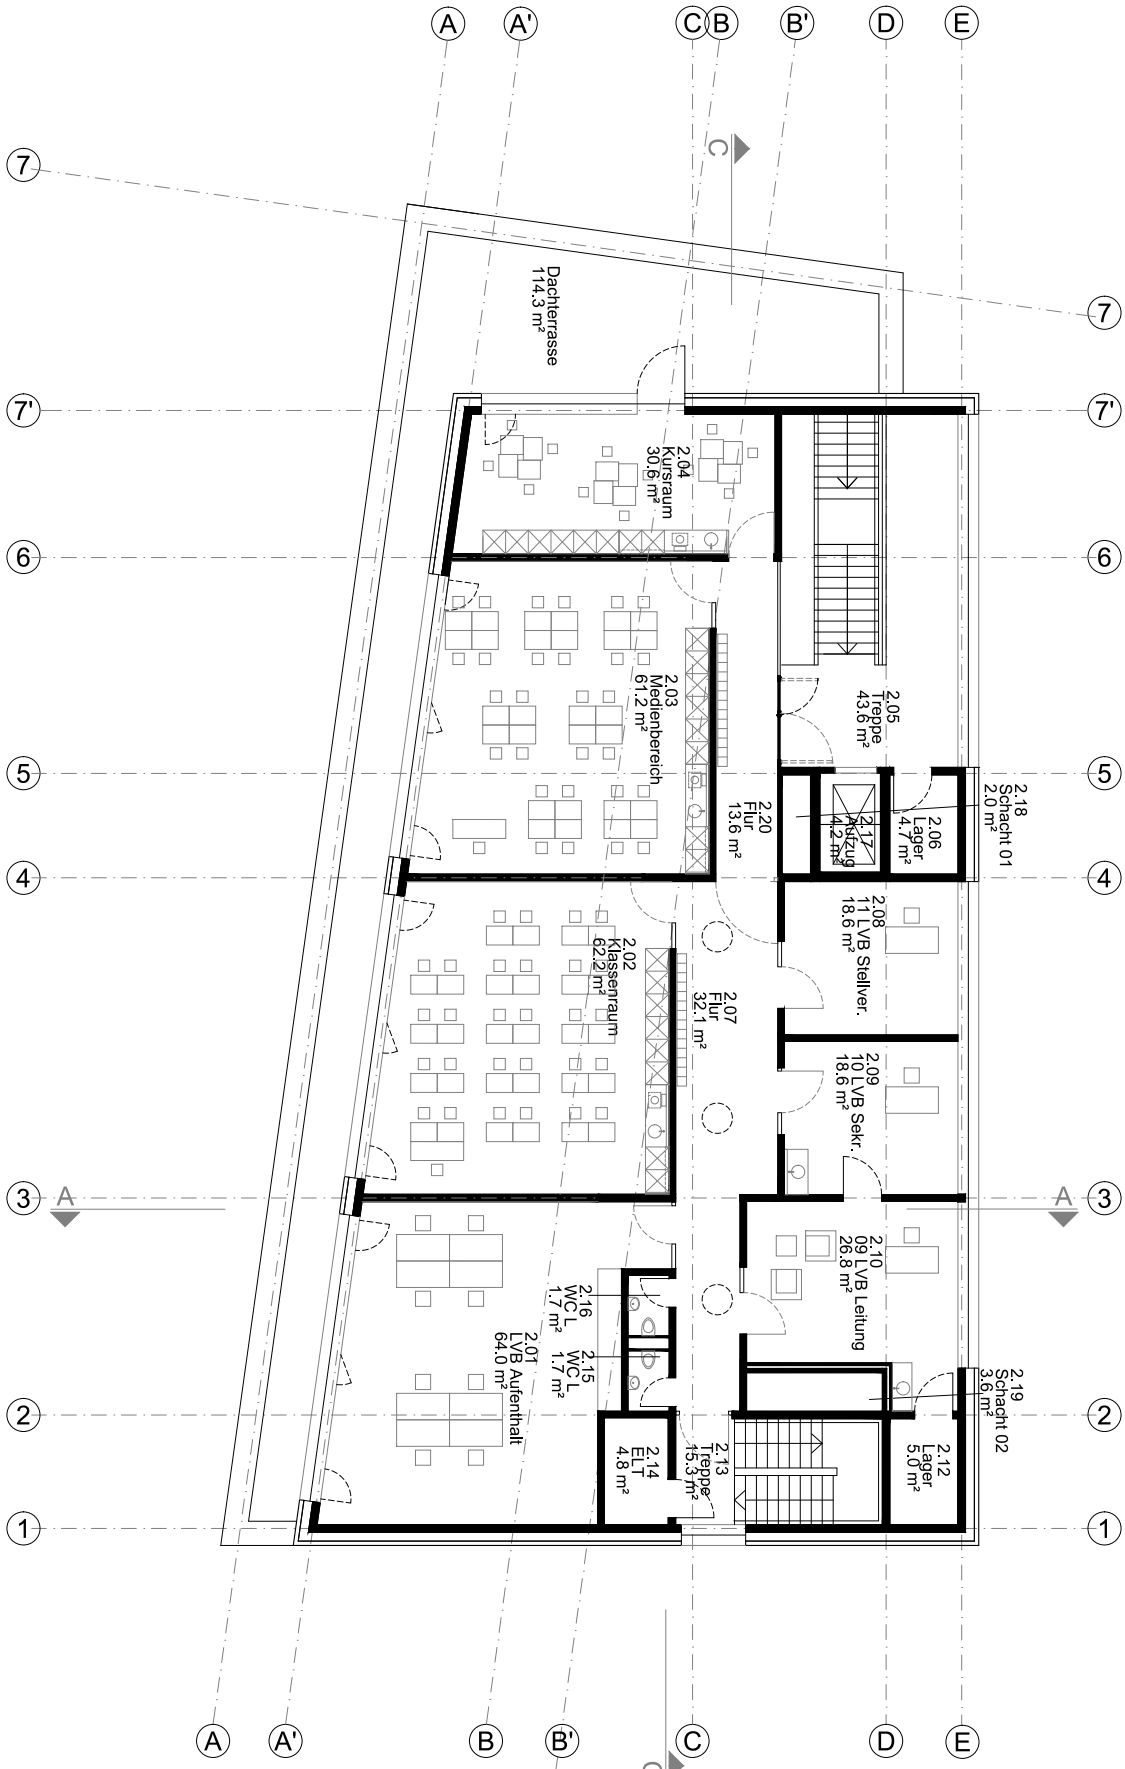 A
A'
C
B
B'
D
E
7
C
7
Dachterrasse
114.3 m²
7'
7'
2.04
Kursraum
30.6 m²
6
6
2.03
Medienbereich
61.2 m²
2.05
Treppe
43.6 m²
5
5
2.18
Schacht 01
2.0 m²
2.20
Flur
13.6 m²
2.17
Aufzug
4.2 m²
2.06
Lager
4.7 m²
4
4
2.08
11 LVB Stellver.
18.6 m²
2.02
Klassenraum
62.2 m²
2.07
Flur
32.1 m²
2.09
10 LVB Sekr.
18.6 m²
3
A
A
3
2.10
09 LVB Leitung
26.8 m²
2.16
WC L
1.7 m²
2.01
LVB Aufenthalt
64.0 m²
2.15
WC L
1.7 m²
2.19
Schacht 02
3.6 m²
2
2
2.14
ELT
4.8 m²
2.13
Treppe
15.3 m²
2.12
Lager
5.0 m²
1
1
A
A'
B
B'
C
D
E
C